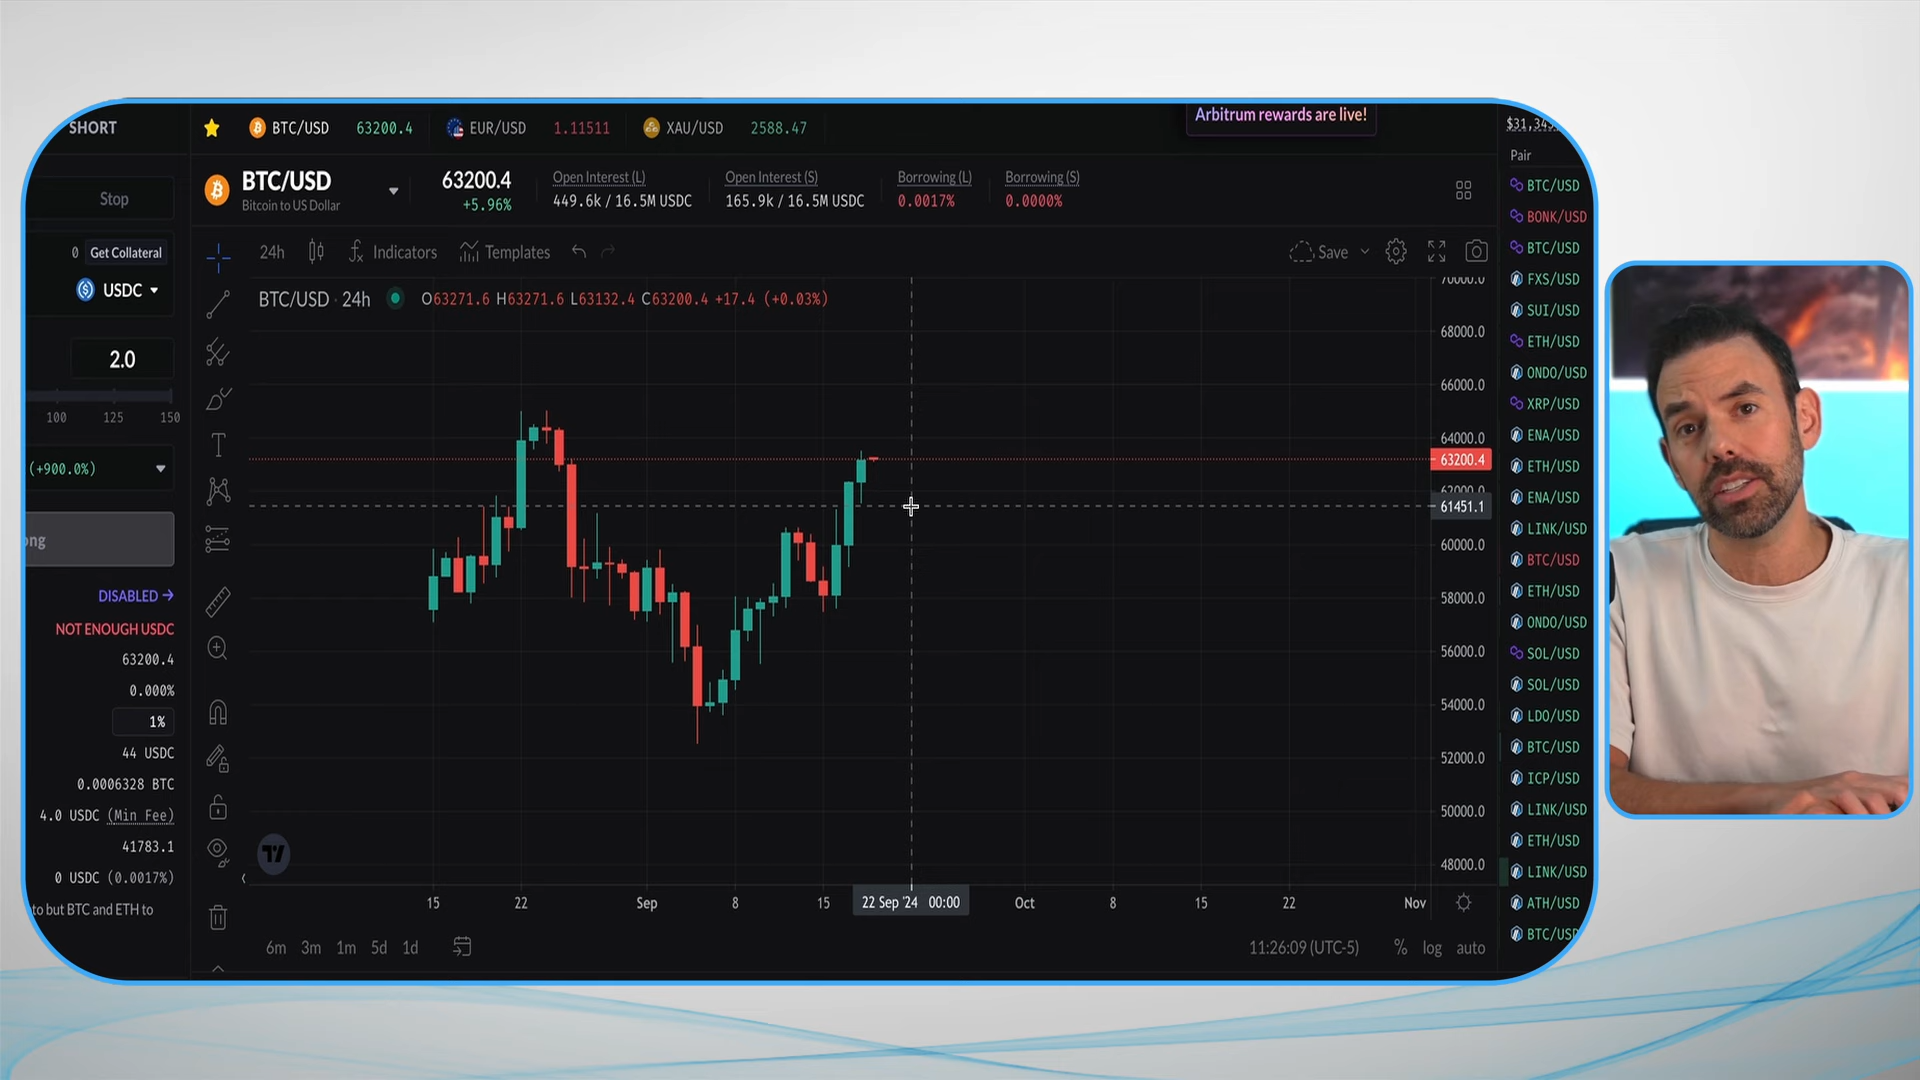 SHORT
Stop
0 Get Collateral
USDC
2.0
100 125 150
(+900.0%)
ong
DISABLED →
NOT ENOUGH USDC
63200.4
0.000%
1%
44 USDC
0.0006328 BTC
4.0 USDC (Min Fee)
41783.1
0 USDC (0.0017%)
to but BTC and ETH to
BTC/USD 63200.4 EUR/USD 1.11511 XAU/USD 2588.47
Arbitrum rewards are live!
BTC/USD
Bitcoin to US Dollar
63200.4
+5.96%
Open Interest (L)
449.6k / 16.5M USDC
Open Interest (S)
165.9k / 16.5M USDC
Borrowing (L)
0.0017%
Borrowing (S)
0.0000%
24h Indicators Templates Save
BTC/USD · 24h O63271.6 H63271.6 L63132.4 C63200.4 +17.4 (+0.03%)
70000.0
68000.0
66000.0
64000.0
63200.4
62000.0
61451.1
60000.0
58000.0
56000.0
54000.0
52000.0
50000.0
48000.0
15 22 Sep 8 15 22 Sep '24 00:00 Oct 8 15 22 Nov
6m 3m 1m 5d 1d 11:26:09 (UTC-5) % log auto
Pair
BTC/USD
BONK/USD
BTC/USD
FXS/USD
SUI/USD
ETH/USD
ONDO/USD
XRP/USD
ENA/USD
ETH/USD
ENA/USD
LINK/USD
BTC/USD
ETH/USD
ONDO/USD
SOL/USD
SOL/USD
LDO/USD
BTC/USD
ICP/USD
LINK/USD
ETH/USD
LINK/USD
ATH/USD
BTC/USD